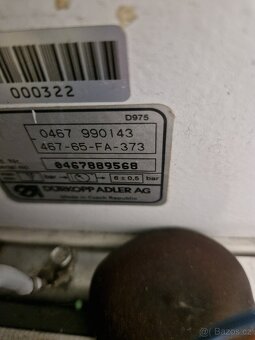 000322
D975
0467 990143
467-65-FA-373
8467889568
bar 6 ± 0,5 bar
DÜRKOPP ADLER AG
Made in Czech Republic
Bazoš.cz